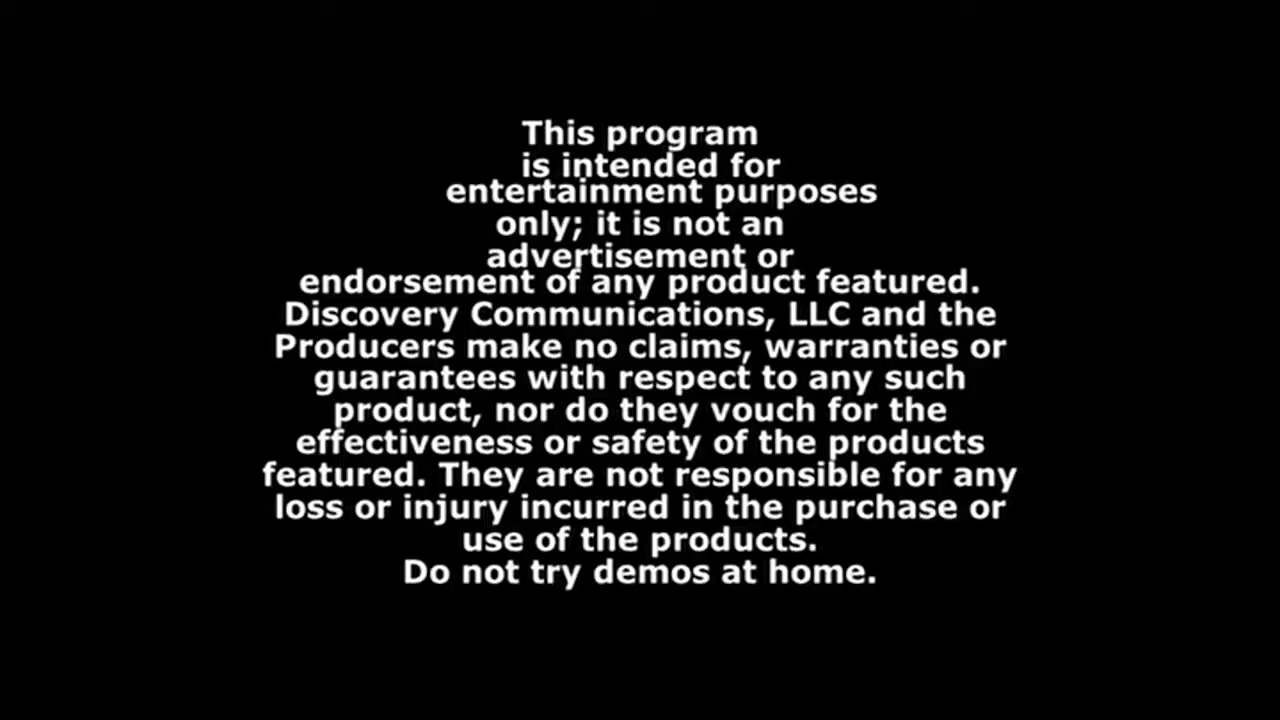 This program
is intended for
entertainment purposes
only; it is not an
advertisement or
endorsement of any product featured.
Discovery Communications, LLC and the
Producers make no claims, warranties or
guarantees with respect to any such
product, nor do they vouch for the
effectiveness or safety of the products
featured. They are not responsible for any
loss or injury incurred in the purchase or
use of the products.
Do not try demos at home.